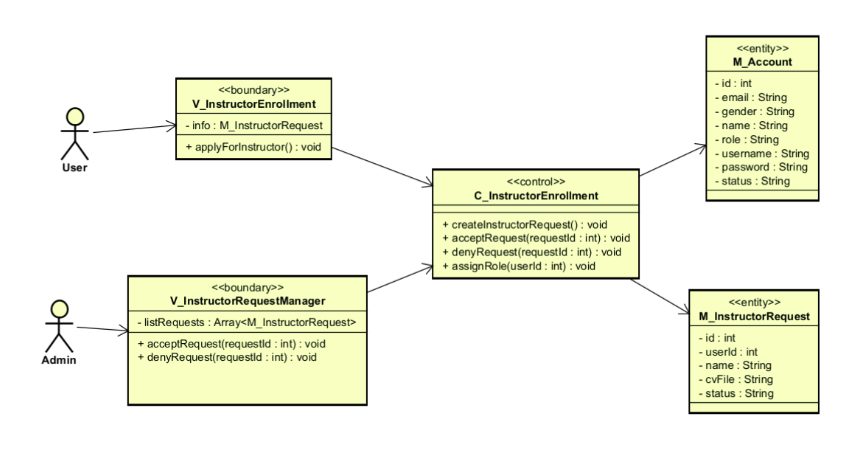 <<entity>>
M_Account
- id : int
- email : String
- gender : String
- name : String
- role : String
- username : String
- password : String
- status : String
<<boundary>>
V_InstructorEnrollment
- info : M_InstructorRequest
+ applyForInstructor() : void
User
<<control>>
C_InstructorEnrollment
+ createInstructorRequest() : void
+ acceptRequest(requestId : int) : void
+ denyRequest(requestId : int) : void
+ assignRole(userId : int) : void
<<boundary>>
V_InstructorRequestManager
- listRequests : Array<M_InstructorRequest>
+ acceptRequest(requestId : int) : void
+ denyRequest(requestId : int) : void
Admin
<<entity>>
M_InstructorRequest
- id : int
- userId : int
- name : String
- cvFile : String
- status : String